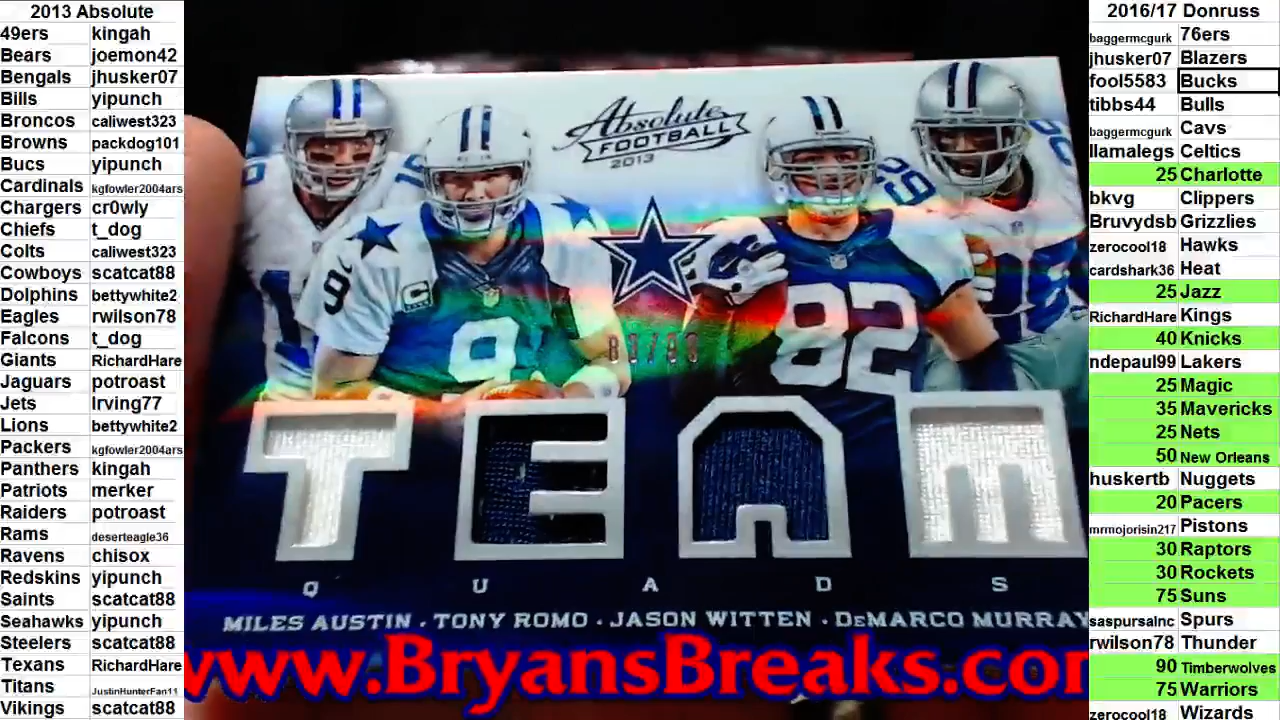 2013 Absolute
49ers kingah
Bears joemon42
Bengals jhusker07
Bills yipunch
Broncos caliwest323
Browns packdog101
Bucs yipunch
Cardinals kgfowler2004ars
Chargers cr0wly
Chiefs t_dog
Colts caliwest323
Cowboys scatcat88
Dolphins bettywhite2
Eagles rwilson78
Falcons t_dog
Giants RichardHare
Jaguars potroast
Jets Irving77
Lions bettywhite2
Packers kgfowler2004ars
Panthers kingah
Patriots merker
Raiders potroast
Rams deserteagle36
Ravens chisox
Redskins yipunch
Saints scatcat88
Seahawks yipunch
Steelers scatcat88
Texans RichardHare
Titans JustinHunterFan11
Vikings scatcat88
Absolute
FOOTBALL
2013
9
9
82
82
TEAM
QUADS
MILES AUSTIN · TONY ROMO · JASON WITTEN · DEMARCO MURRAY
www.BryansBreaks.com
2016/17 Donruss
baggermcgurk 76ers
jhusker07 Blazers
fool5583 Bucks
tibbs44 Bulls
baggermcgurk Cavs
llamalegs Celtics
25 Charlotte
bkvg Clippers
Bruvydsb Grizzlies
zerocool18 Hawks
cardshark36 Heat
25 Jazz
RichardHare Kings
40 Knicks
ndepaul99 Lakers
25 Magic
35 Mavericks
25 Nets
50 New Orleans
huskertb Nuggets
20 Pacers
mrmojorisin217 Pistons
30 Raptors
30 Rockets
75 Suns
saspursaInc Spurs
rwilson78 Thunder
90 Timberwolves
75 Warriors
zerocool18 Wizards